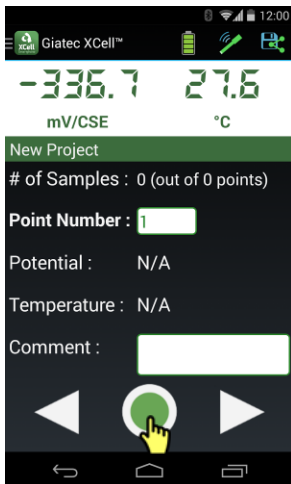 12:00
XCell Giatec XCell™
-336.7 27.6
mV/CSE °C
New Project
# of Samples : 0 (out of 0 points)
Point Number : 1
Potential : N/A
Temperature : N/A
Comment :